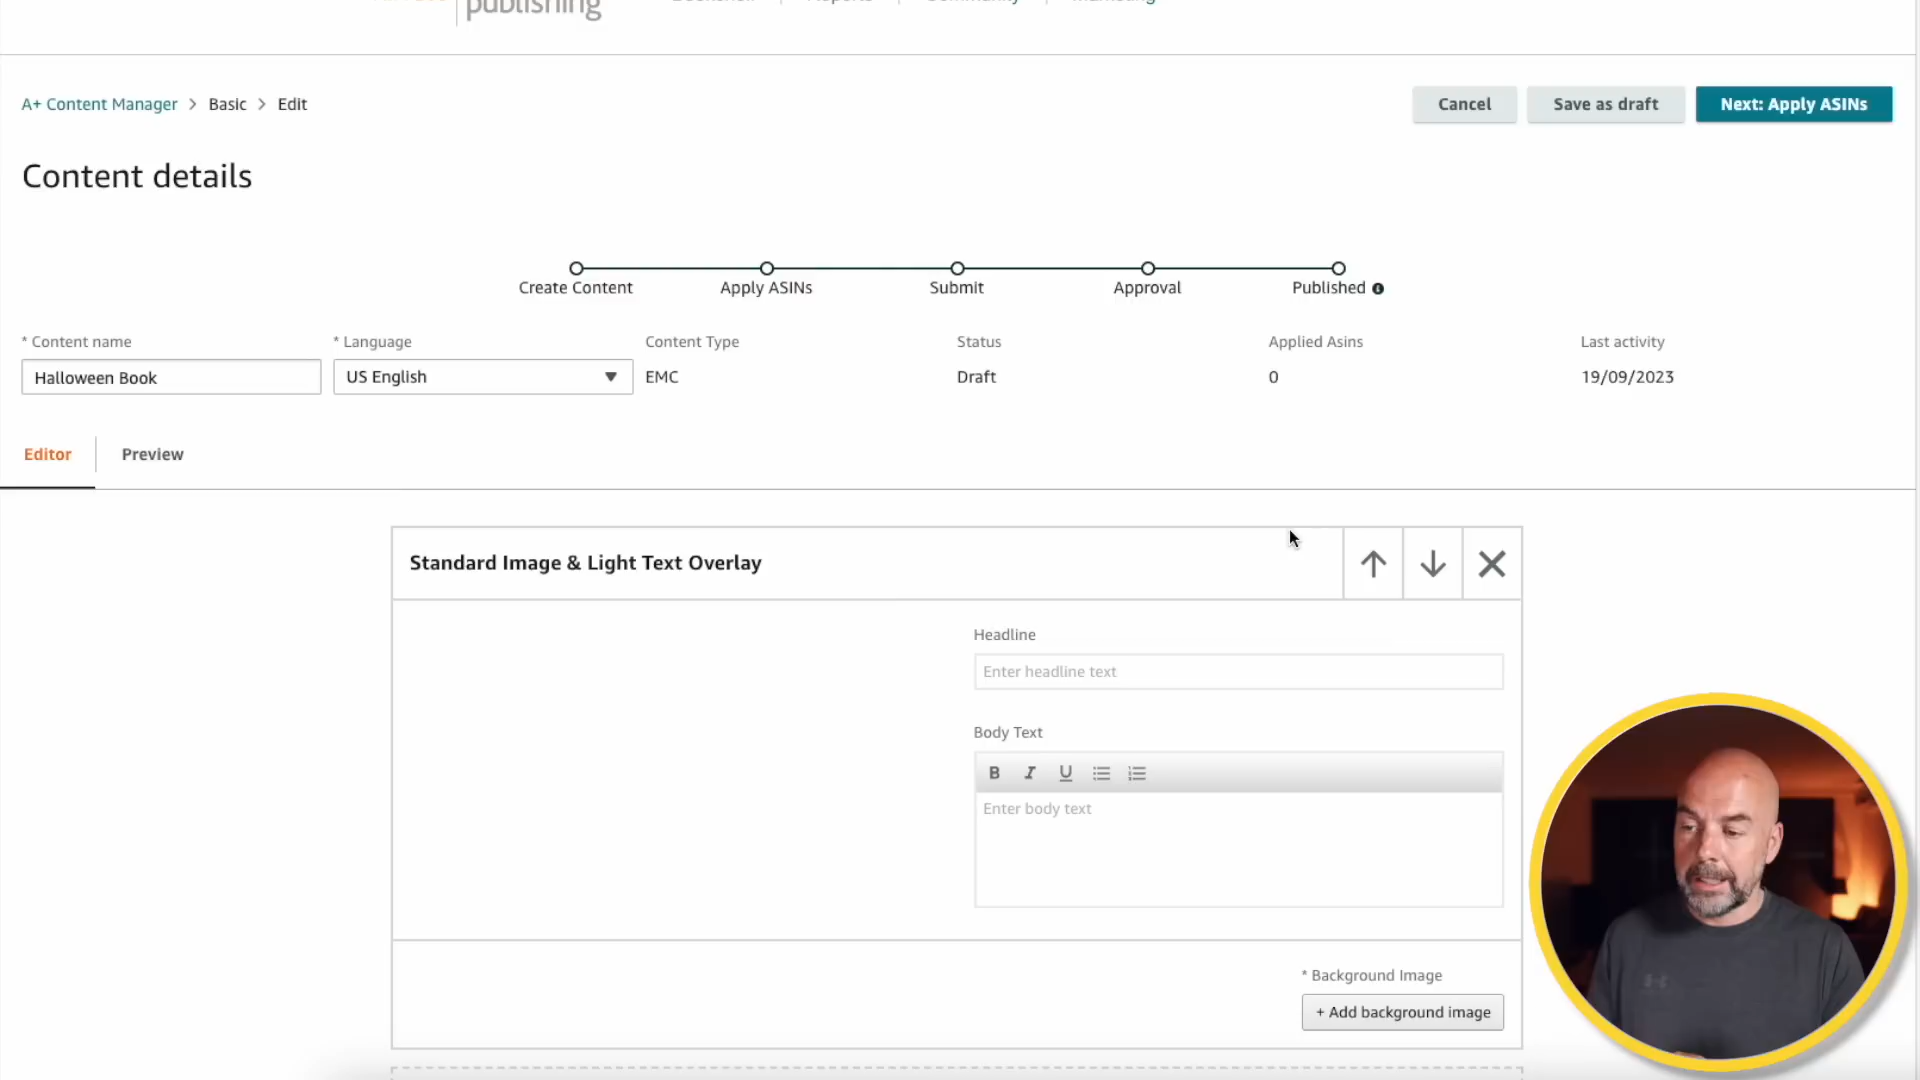 publishing
A+ Content Manager > Basic > Edit
Cancel
Save as draft
Next: Apply ASINs
Content details
Create Content
Apply ASINs
Submit
Approval
Published
* Content name
* Language
Content Type
Status
Applied Asins
Last activity
Halloween Book
US English
EMC
Draft
0
19/09/2023
Editor
Preview
Standard Image & Light Text Overlay
Headline
Enter headline text
Body Text
B I U
Enter body text
* Background Image
+ Add background image